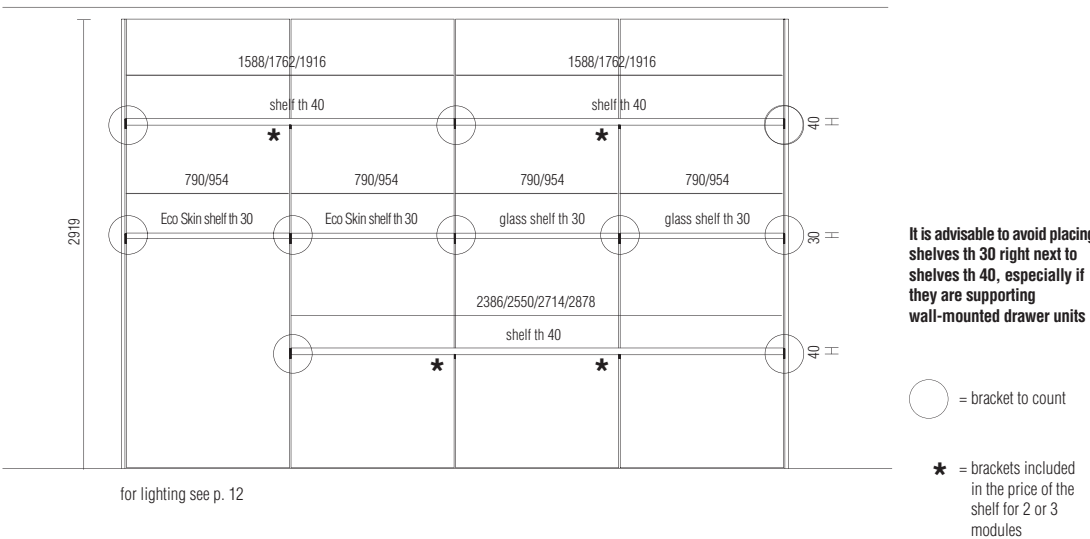 1588/1762/1916 1588/1762/1916
shelf th 40 shelf th 40
* *
40
790/954 790/954 790/954 790/954
Eco Skin shelf th 30 Eco Skin shelf th 30 glass shelf th 30 glass shelf th 30
2919
30
It is advisable to avoid placing
shelves th 30 right next to
shelves th 40, especially if
they are supporting
wall-mounted drawer units
2386/2550/2714/2878
shelf th 40
* *
40
= bracket to count
* = brackets included
in the price of the
shelf for 2 or 3
modules
for lighting see p. 12